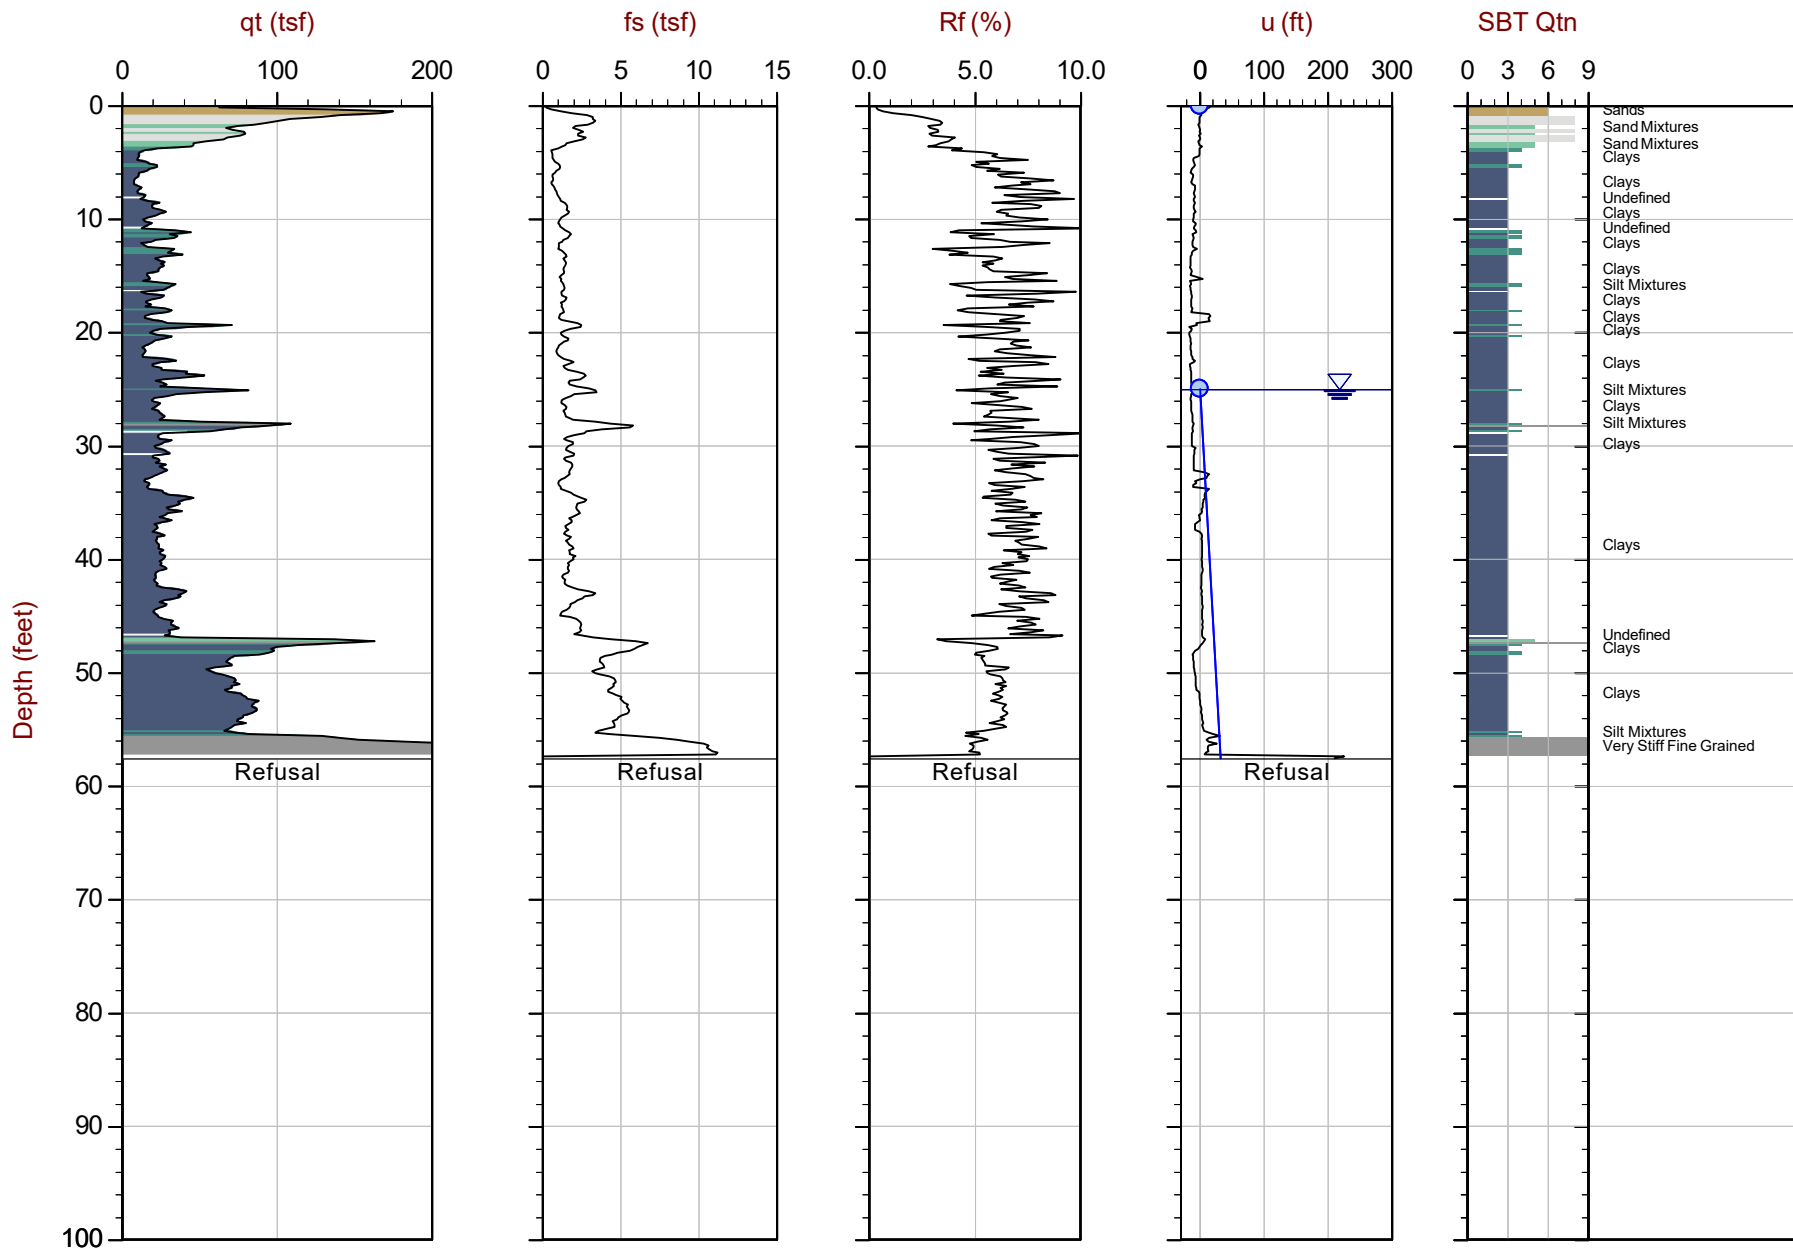 qt (tsf) fs (tsf) Rf (%) u (ft) SBT Qtn
0 100 200 0 5 10 15 0.0 5.0 10.0 0 100 200 300 0 3 6 9
0
10
20
30
40
50
60
70
80
90
100
Depth (feet)
Sands
Sand Mixtures
Sand Mixtures
Clays
Clays
Undefined
Clays
Undefined
Clays
Clays
Silt Mixtures
Clays
Clays
Clays
Clays
Silt Mixtures
Clays
Silt Mixtures
Clays
Clays
Undefined
Clays
Clays
Silt Mixtures
Very Stiff Fine Grained
Refusal Refusal Refusal Refusal